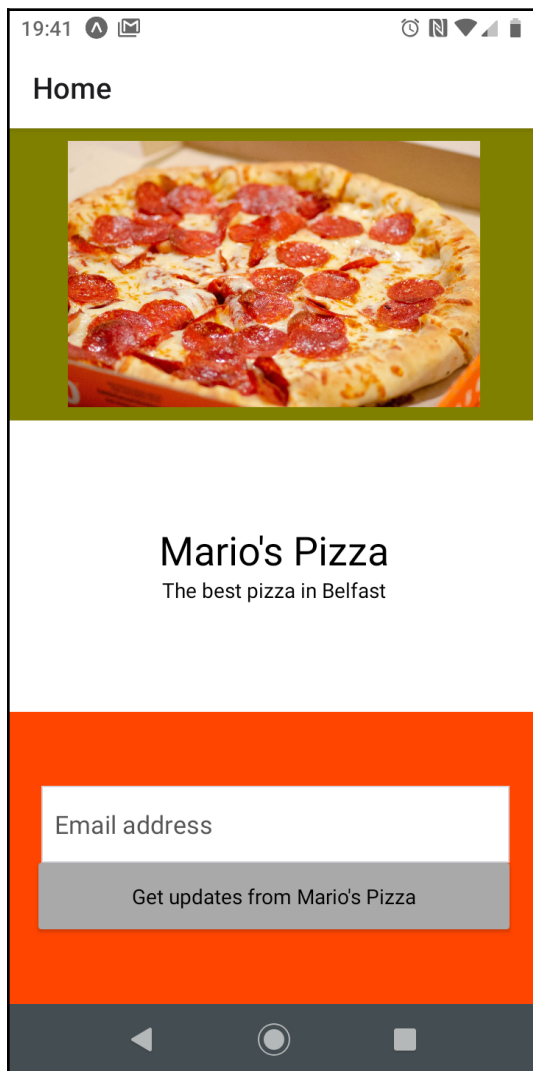 19:41
Home
Mario's Pizza
The best pizza in Belfast
Email address
Get updates from Mario's Pizza